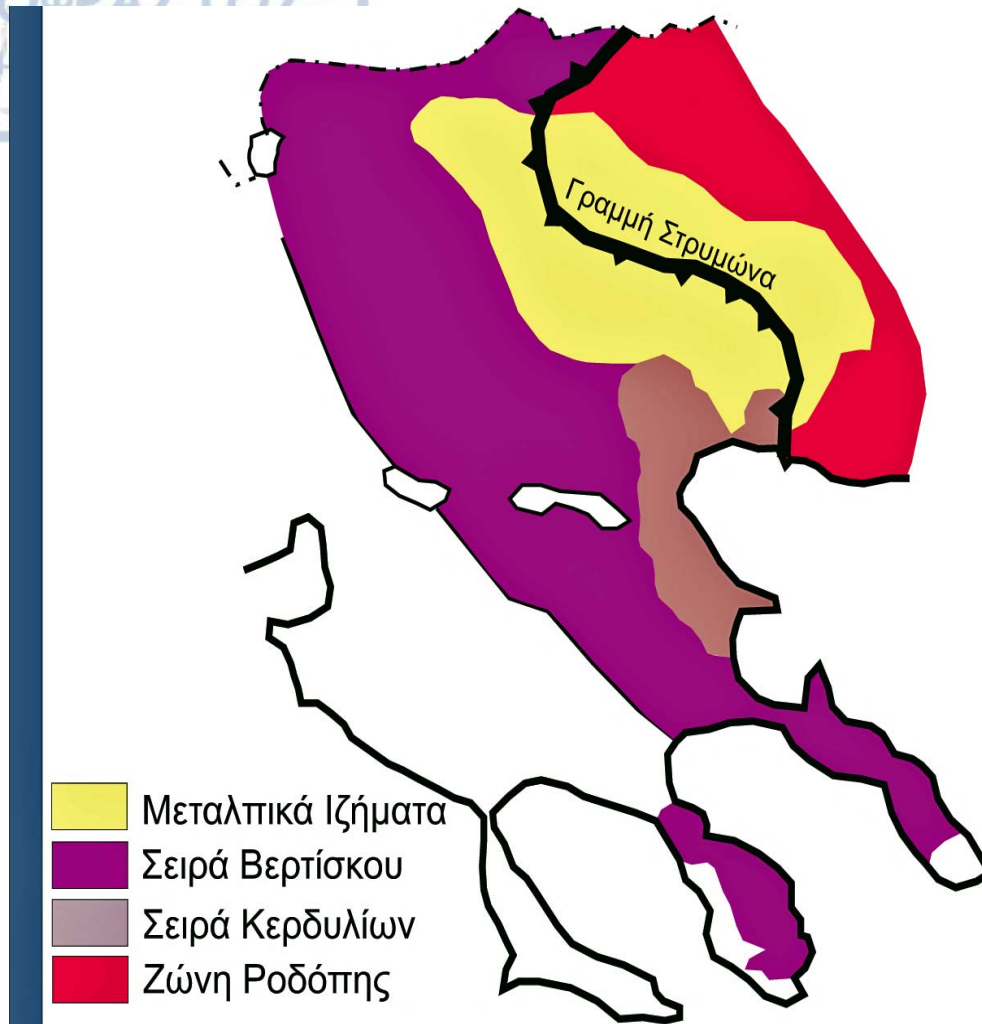 Γραμμή Στρυμώνα
Μεταλπικά Ιζήματα
Σειρά Βερτίσκου
Σειρά Κερδυλίων
Ζώνη Ροδόπης